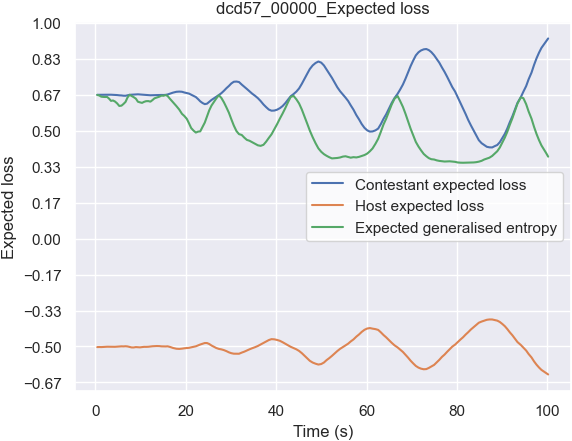 dcd57_00000_Expected loss
1.00
0.83
0.67
0.50
0.33
0.17
0.00
−0.17
−0.33
−0.50
−0.67
Expected loss
Contestant expected loss
Host expected loss
Expected generalised entropy
0 20 40 60 80 100
Time (s)